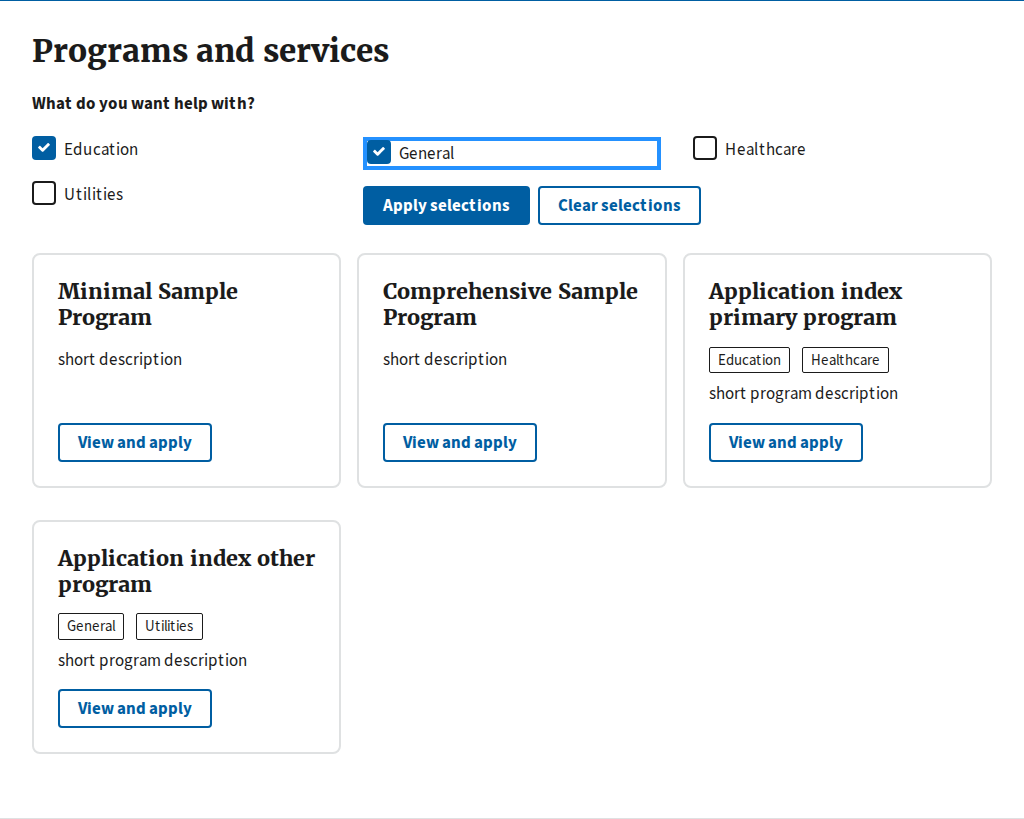 Programs and services
What do you want help with?
Education
General
Healthcare
Utilities
Apply selections
Clear selections
Minimal Sample
Program
short description
View and apply
Comprehensive Sample
Program
short description
View and apply
Application index
primary program
Education Healthcare
short program description
View and apply
Application index other
program
General Utilities
short program description
View and apply